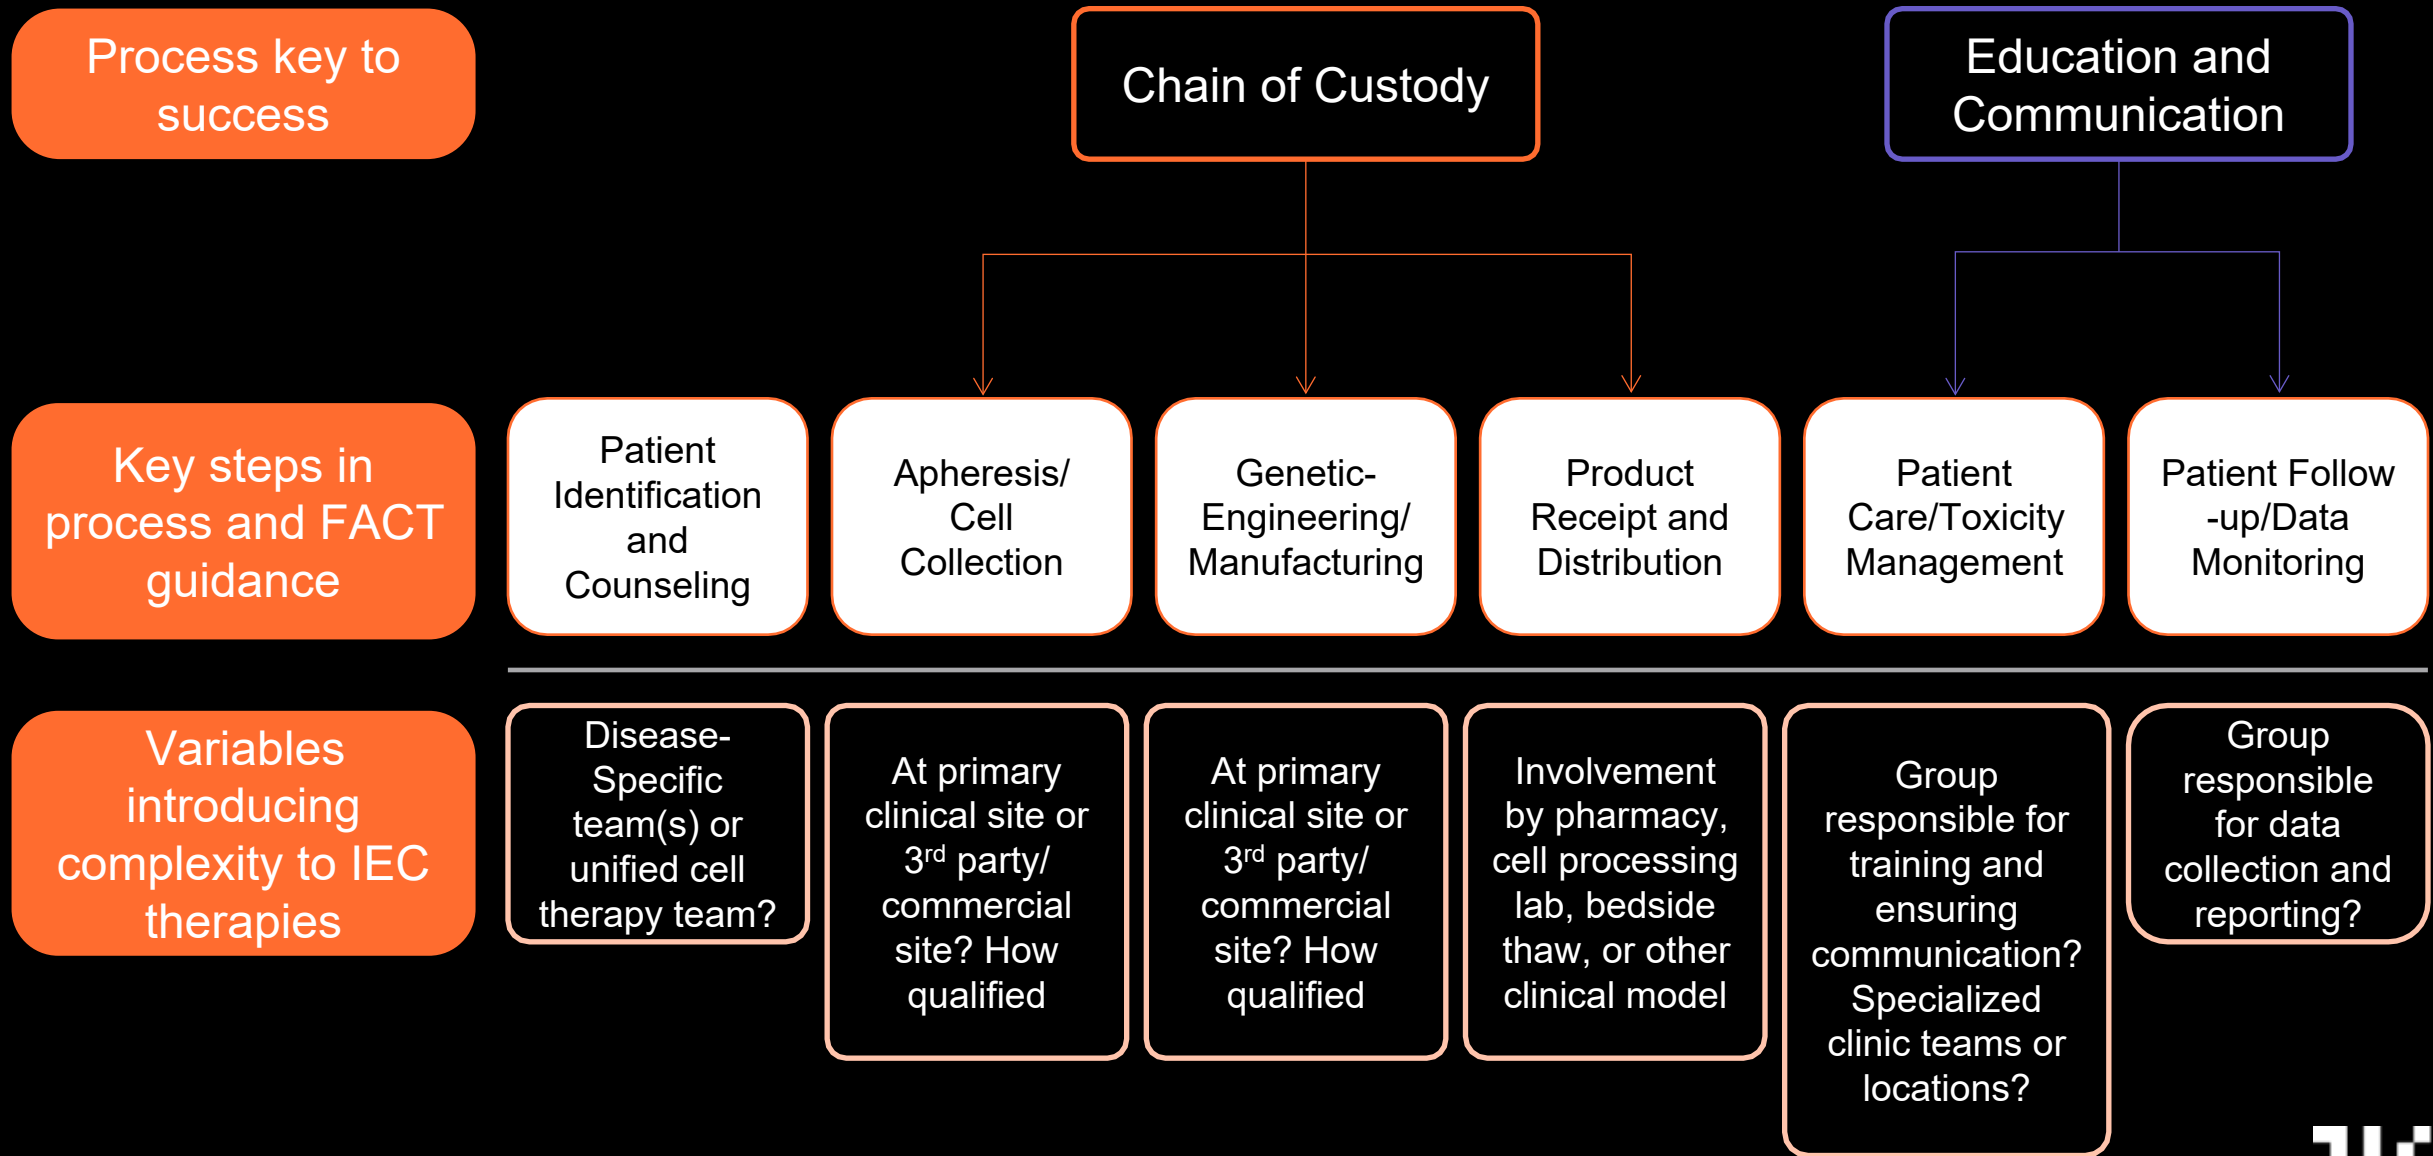 Process key to
success
Chain of Custody
Education and
Communication
Key steps in
process and FACT
guidance
Patient
Identification
and
Counseling
Apheresis/
Cell
Collection
Genetic-
Engineering/
Manufacturing
Product
Receipt and
Distribution
Patient
Care/Toxicity
Management
Patient Follow
-up/Data
Monitoring
Variables
introducing
complexity to IEC
therapies
Disease-
Specific
team(s) or
unified cell
therapy team?
At primary
clinical site or
3rd party/
commercial
site? How
qualified
At primary
clinical site or
3rd party/
commercial
site? How
qualified
Involvement
by pharmacy,
cell processing
lab, bedside
thaw, or other
clinical model
Group
responsible for
training and
ensuring
communication?
Specialized
clinic teams or
locations?
Group
responsible
for data
collection and
reporting?